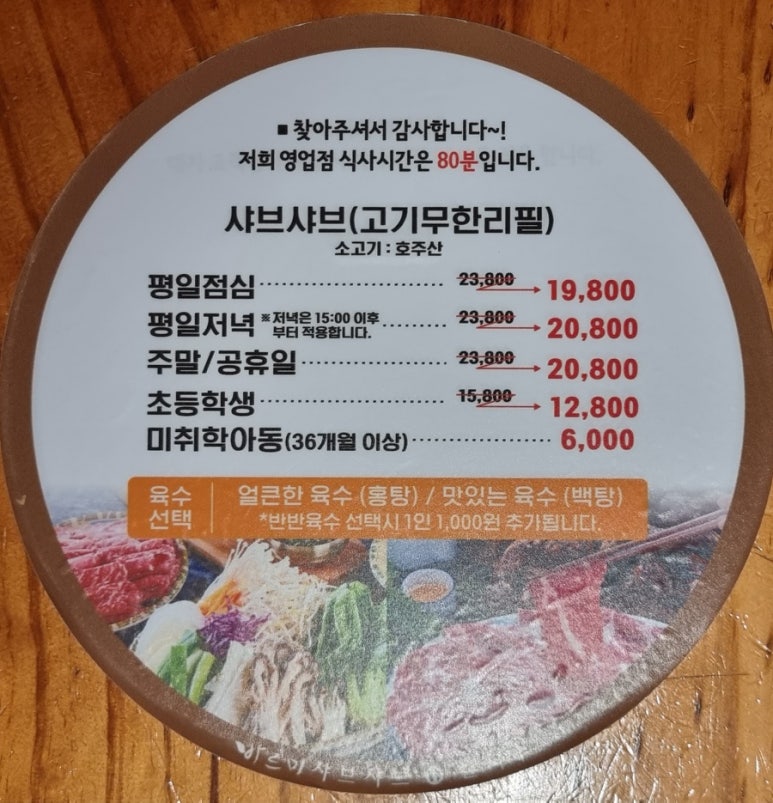 ■ 찾아주셔서 감사합니다~!
저희 영업점 식사시간은 80분입니다.
샤브샤브(고기무한리필)
소고기 : 호주산
평일점심 23,800 → 19,800
평일저녁 ※저녁은 15:00 이후 부터 적용합니다. 23,800 → 20,800
주말/공휴일 23,800 → 20,800
초등학생 15,800 → 12,800
미취학아동(36개월 이상) 6,000
육수 선택
얼큰한 육수 (홍탕) / 맛있는 육수 (백탕)
*반반육수 선택시 1인 1,000원 추가됩니다.
바르미샤브샤브